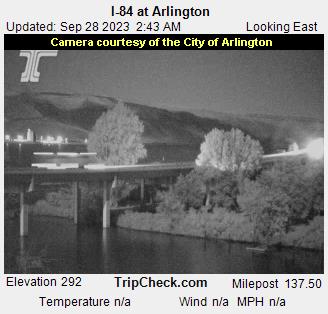 I-84 at Arlington
Updated: Sep 28 2023 2:43 AM Looking East
Camera courtesy of the City of Arlington
Elevation 292 TripCheck.com Milepost 137.50
Temperature n/a Wind n/a MPH n/a